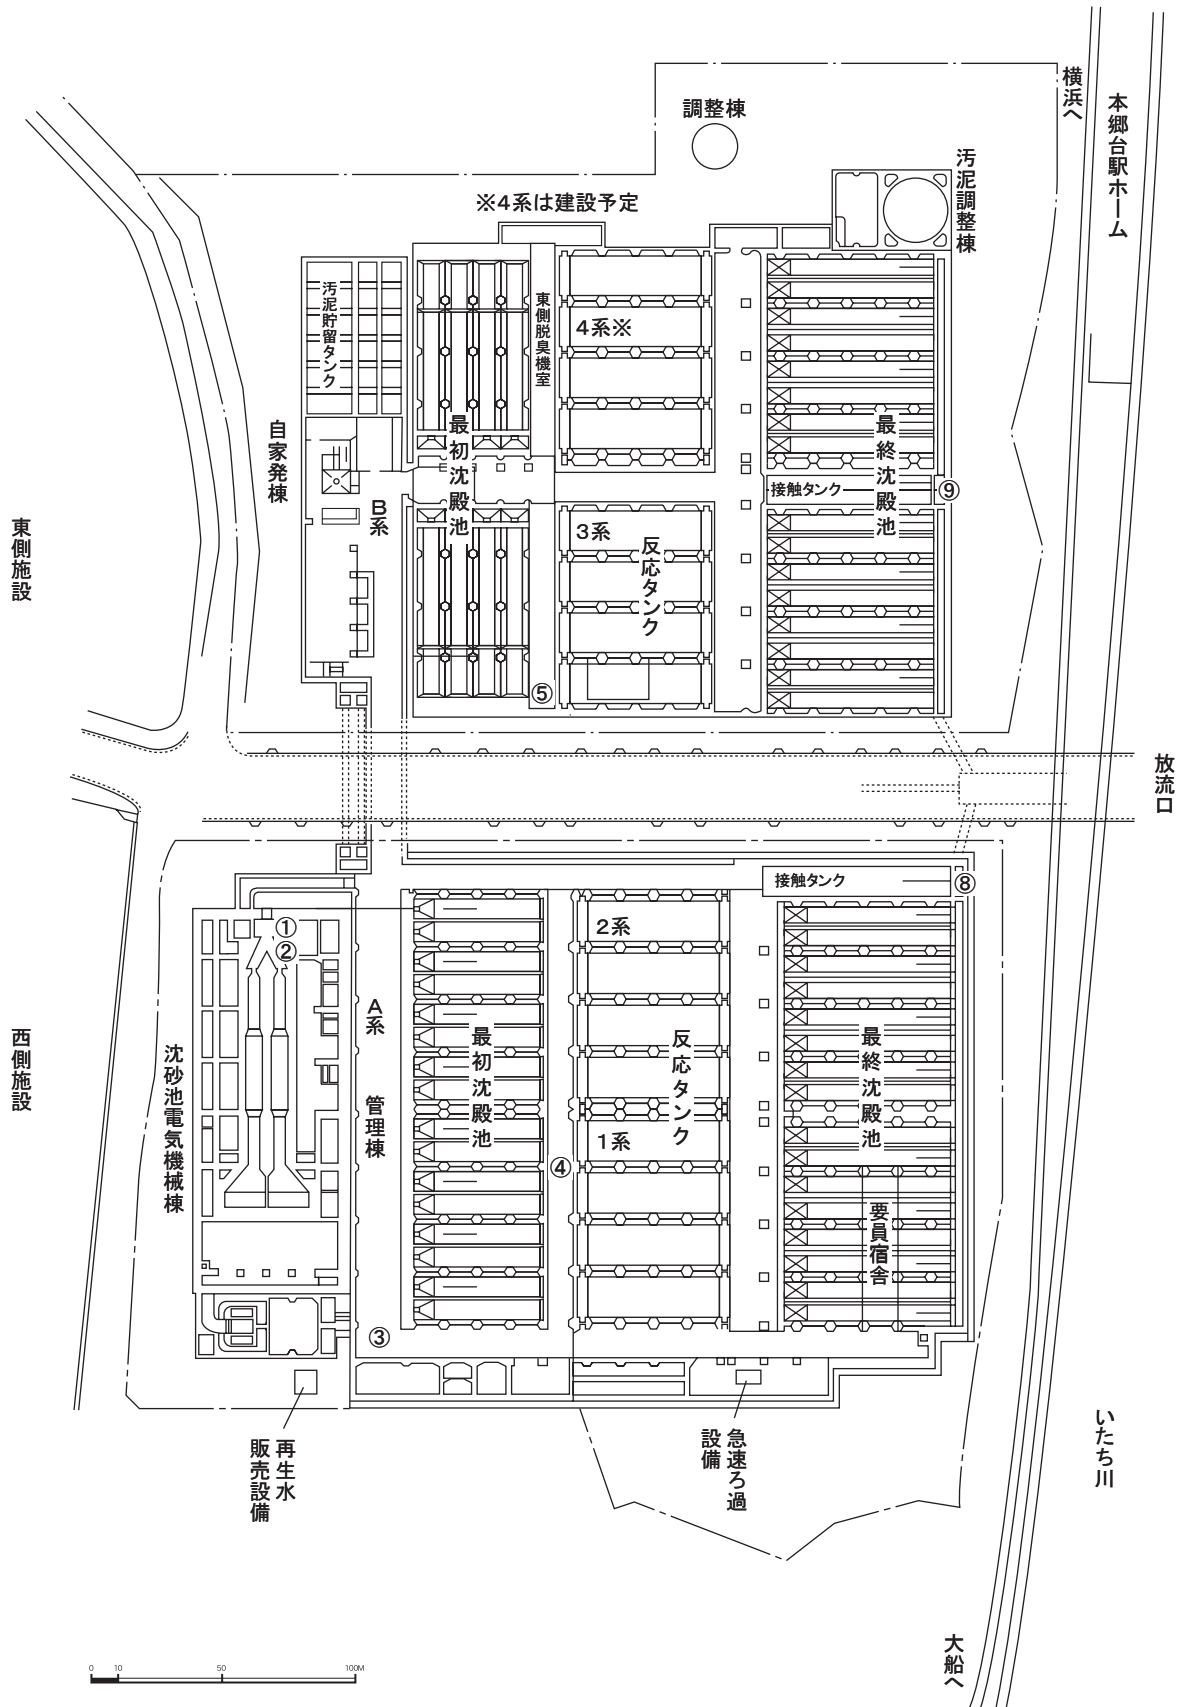 横浜へ
本郷台駅ホーム
調整棟
汚泥調整棟
※4系は建設予定
汚泥貯留タンク
東側脱臭機室
4系※
最初沈殿池
最終沈殿池
自家発棟
B系
接触タンク
⑨
3系
反応タンク
東側施設
⑤
放流口
接触タンク
⑧
①
②
2系
A系
最初沈殿池
反応タンク
最終沈殿池
西側施設
沈砂池電気機械棟
管理棟
1系
④
要員宿舎
③
再生水
販売設備
急速ろ過
設備
いたち川
大船へ
0 10 50 100M